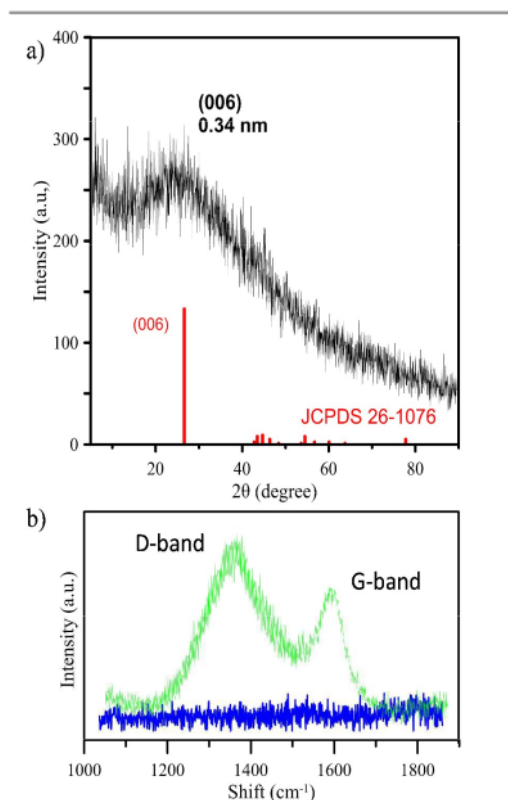 a)
400
300
200
100
0
Intensity (a.u,)
(006)
0.34 nm
(006)
JCPDS 26-1076
20
40
60
80
2θ (degree)
b)
D-band
G-band
Intensity (a.u.)
1000
1200
1400
1600
1800
Shift (cm⁻¹)